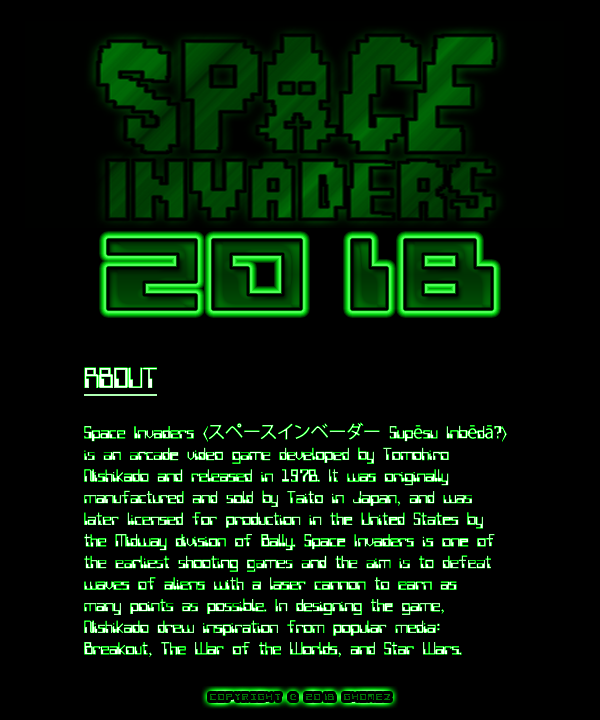 SPACE
INVADERS
2018
ABOUT
Space Invaders (スペースインベーダー Supēsu Inbēdā?)
is an arcade video game developed by Tomohiro
Nishikado and released in 1978. It was originally
manufactured and sold by Taito in Japan, and was
later licensed for production in the United States by
the Midway division of Bally. Space Invaders is one of
the earliest shooting games and the aim is to defeat
waves of aliens with a laser cannon to earn as
many points as possible. In designing the game,
Nishikado drew inspiration from popular media:
Breakout, The War of the Worlds, and Star Wars.
COPYRIGHT © 2018 GHOMEZ